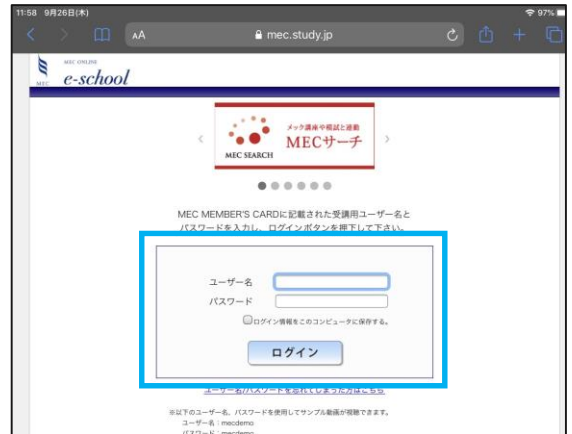 11:58 9月26日(木)
97%
AA
mec.study.jp
MEC ONLINE
MEC
e-school
メック講座や模試と連動
MECサーチ
MEC SEARCH
MEC MEMBER'S CARDに記載された受講用ユーザー名と
パスワードを入力し、ログインボタンを押下して下さい。
ユーザー名
パスワード
ログイン情報をこのコンピュータに保存する。
ログイン
ユーザー名/パスワードを忘れてしまった方はこちら
※以下のユーザー名、パスワードを使用してサンプル動画が視聴できます。
ユーザー名:mecdemo
パスワード:mecdemo